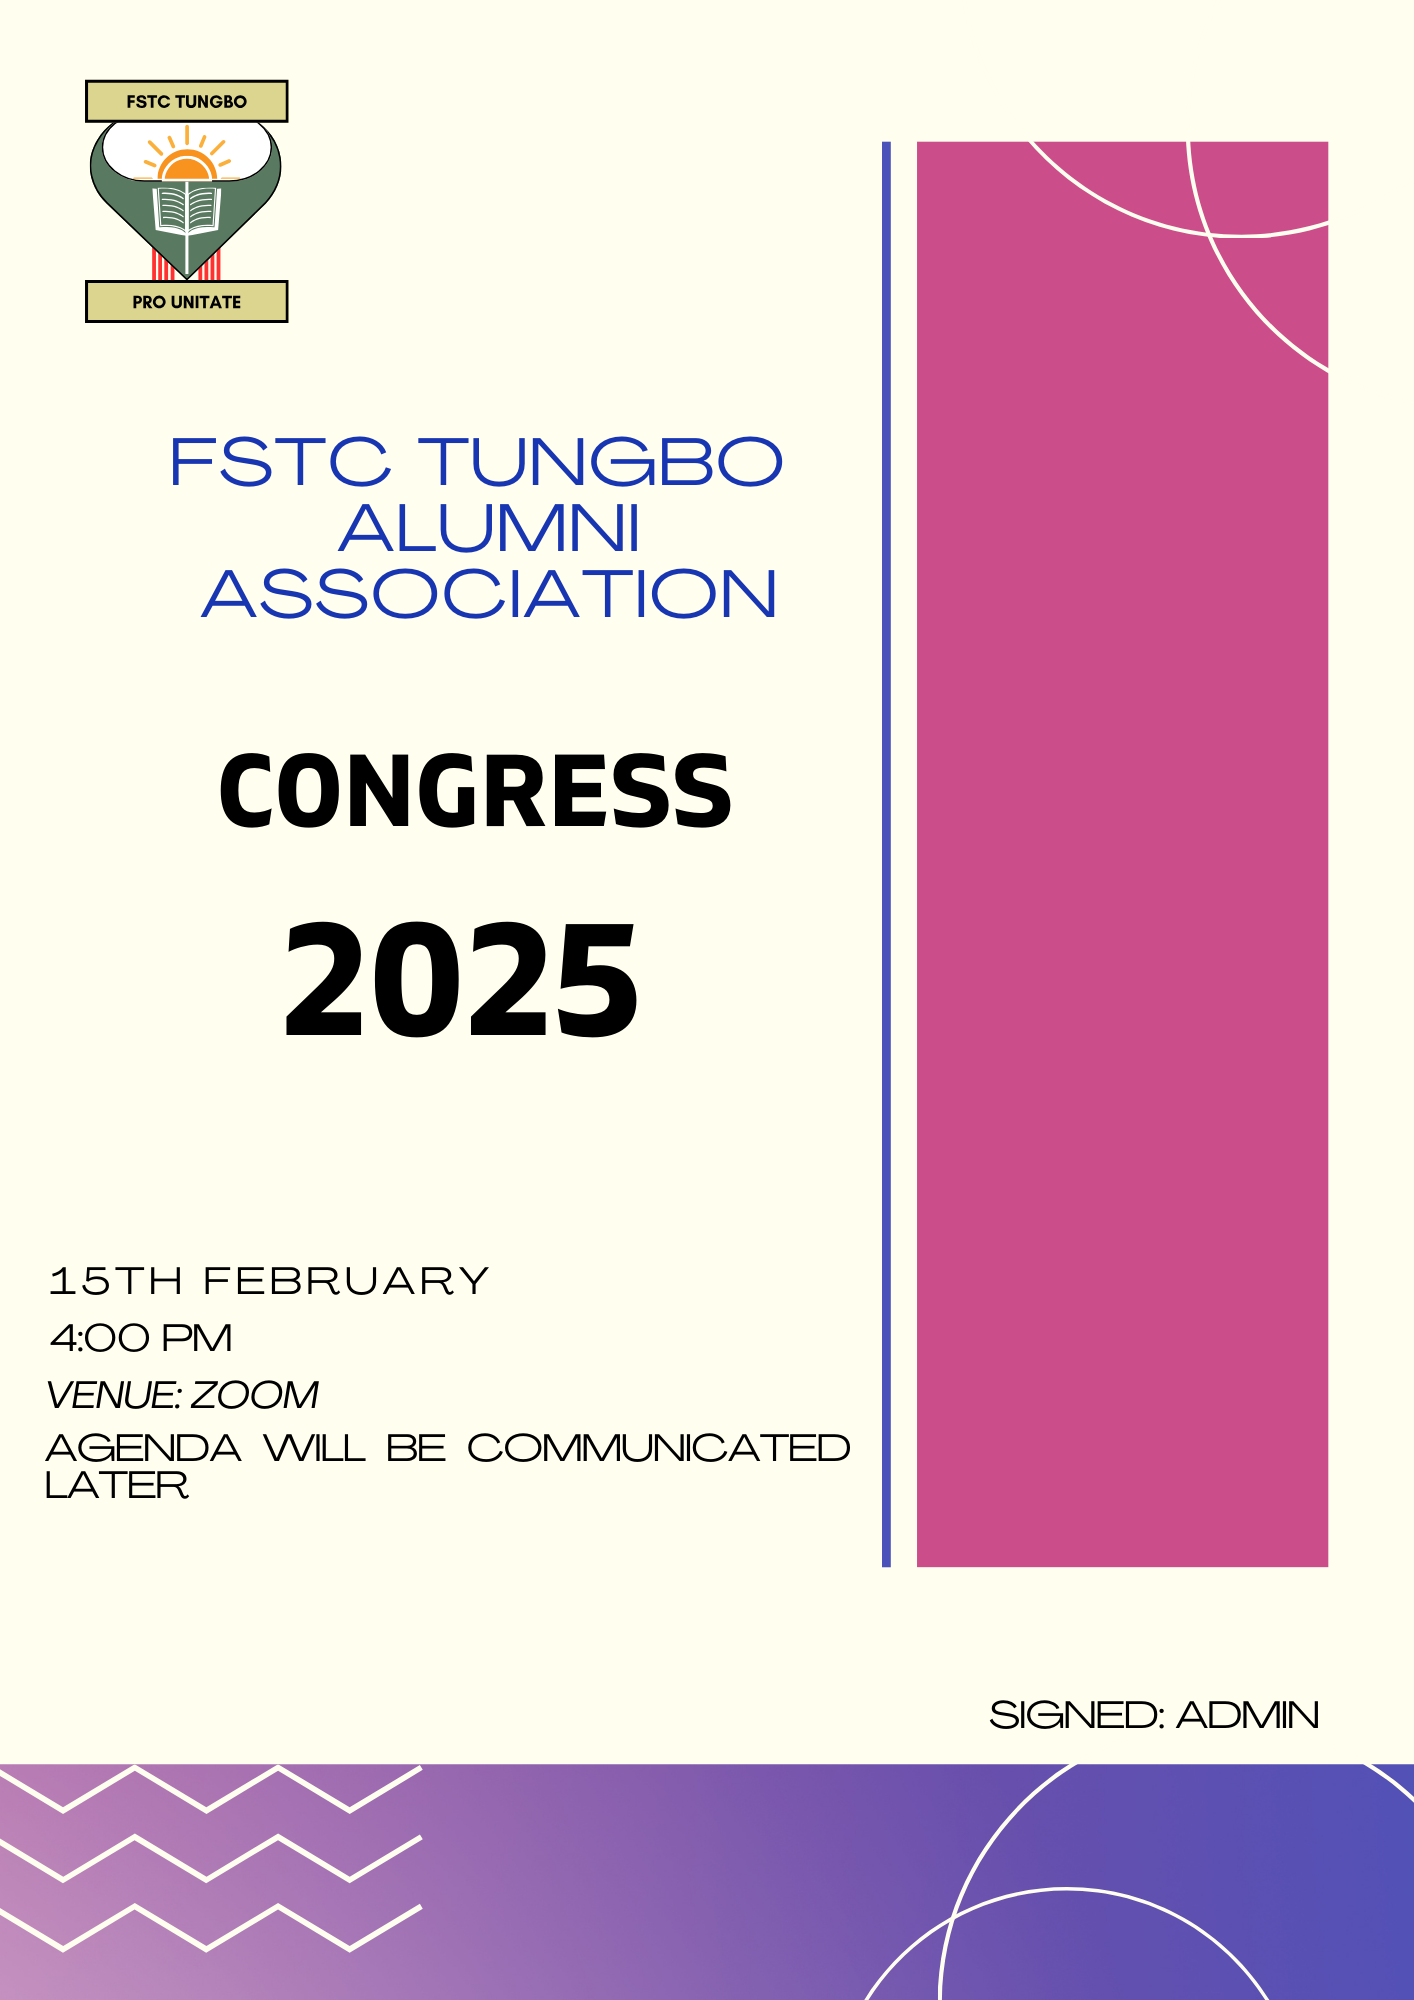 FSTC TUNGBO
PRO UNITATE
FSTC TUNGBO
ALUMNI
ASSOCIATION
CONGRESS
2025
15TH FEBRUARY
4:00 PM
VENUE: ZOOM
AGENDA WILL BE COMMUNICATED
LATER
SIGNED: ADMIN